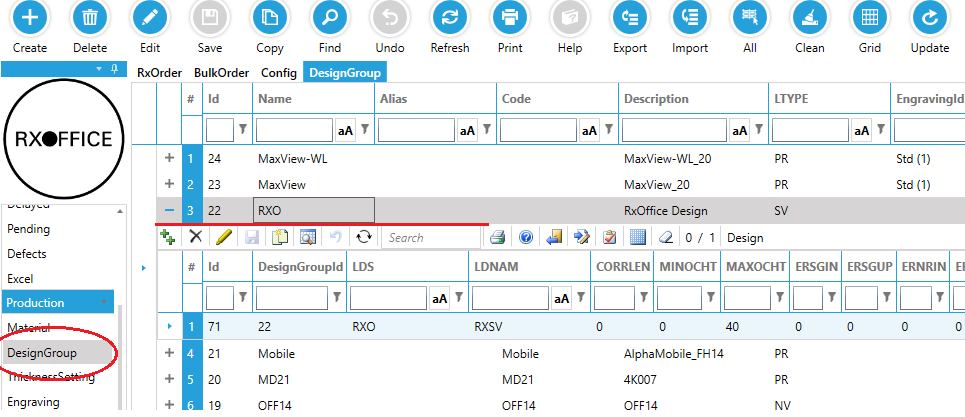 Create Delete Edit Save Copy Find Undo Refresh Print Help Export Import All Clean Grid Update
RxOrder BulkOrder Config DesignGroup
RXOFFICE
Delayed
Pending
Defects
Excel
Production
Material
DesignGroup
ThicknessSetting
Engraving
# Id Name Alias Code Description LTYPE EngravingId
aA aA aA aA aA
1 24 MaxView-WL MaxView-WL_20 PR Std (1)
2 23 MaxView MaxView_20 PR Std (1)
3 22 RXO RxOffice Design SV
Search 0 / 1 Design
# Id DesignGroupId LDS LDNAM CORRLEN MINOCHT MAXOCHT ERSGIN ERSGUP ERNRIN
aA aA
1 71 22 RXO RXSV 0 0 40 0 0 0 0
4 21 Mobile Mobile AlphaMobile_FH14 PR
5 20 MD21 MD21 4K007 PR
6 19 OFF14 OFF14 OFF14 NV